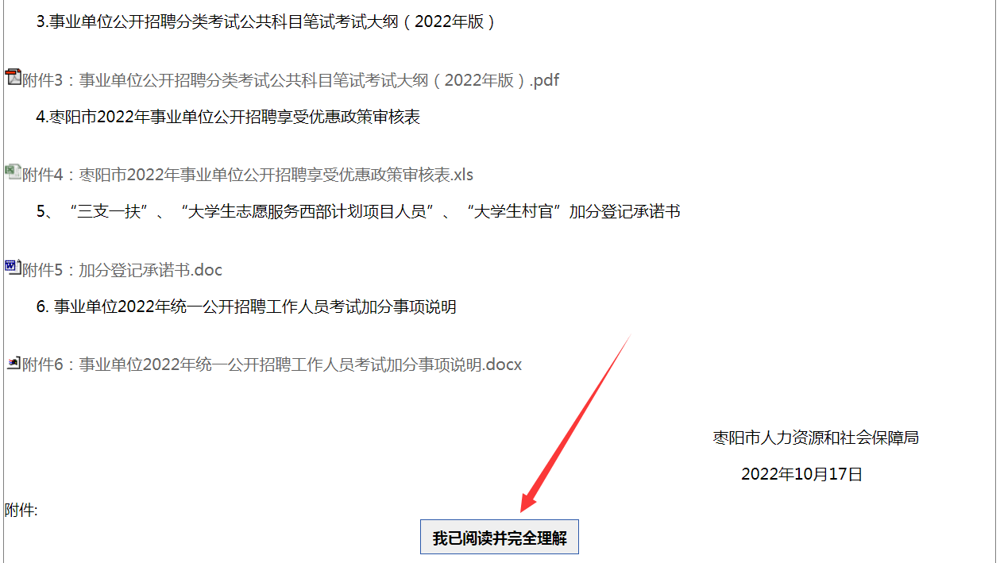 3.事业单位公开招聘分类考试公共科目笔试考试大纲（2022年版）
附件3：事业单位公开招聘分类考试公共科目笔试考试大纲（2022年版）.pdf
4.枣阳市2022年事业单位公开招聘享受优惠政策审核表
附件4：枣阳市2022年事业单位公开招聘享受优惠政策审核表.xls
5、“三支一扶”、“大学生志愿服务西部计划项目人员”、“大学生村官”加分登记承诺书
附件5：加分登记承诺书.doc
6. 事业单位2022年统一公开招聘工作人员考试加分事项说明
附件6：事业单位2022年统一公开招聘工作人员考试加分事项说明.docx
枣阳市人力资源和社会保障局
2022年10月17日
附件:
我已阅读并完全理解